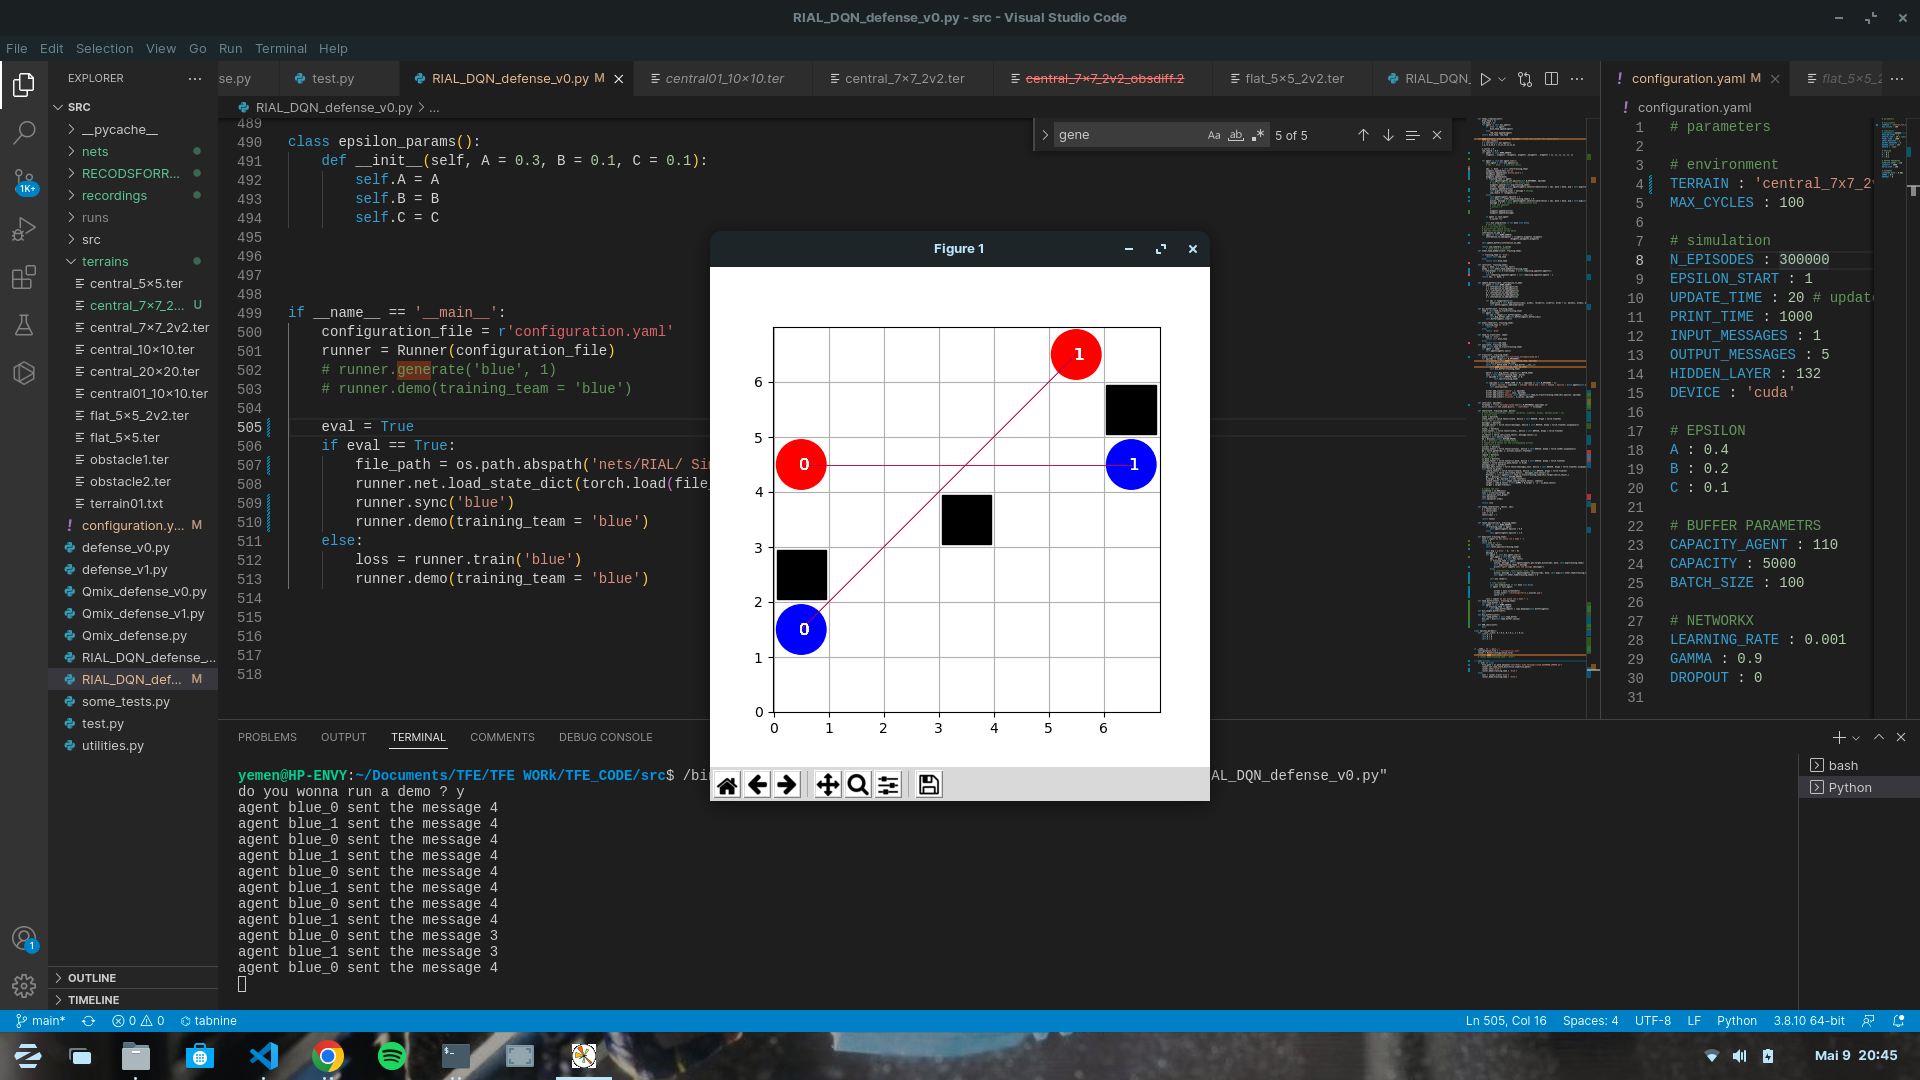 RIAL_DQN_defense_v0.py - src - Visual Studio Code
File Edit Selection View Go Run Terminal Help
EXPLORER ...
SRC
__pycache__
nets
RECODSFORR...
recordings
runs
src
terrains
central_5×5.ter
central_7×7_2... U
central_7×7_2v2.ter
central_10×10.ter
central_20×20.ter
central01_10×10.ter
flat_5×5_2v2.ter
flat_5×5.ter
obstacle1.ter
obstacle2.ter
terrain01.txt
configuration.y... M
defense_v0.py
defense_v1.py
Qmix_defense_v0.py
Qmix_defense_v1.py
Qmix_defense.py
RIAL_DQN_defense_...
RIAL_DQN_def... M
some_tests.py
test.py
utilities.py
OUTLINE
TIMELINE
1K+
1
se.py test.py RIAL_DQN_defense_v0.py M central01_10×10.ter central_7×7_2v2.ter central_7×7_2v2_obsdiff.2 flat_5×5_2v2.ter RIAL_DQN_
RIAL_DQN_defense_v0.py > ...
gene Aa ab 5 of 5
489
490 class epsilon_params():
491 def __init__(self, A = 0.3, B = 0.1, C = 0.1):
492 self.A = A
493 self.B = B
494 self.C = C
495
496
497
498
499 if __name__ == '__main__':
500 configuration_file = r'configuration.yaml'
501 runner = Runner(configuration_file)
502 # runner.generate('blue', 1)
503 # runner.demo(training_team = 'blue')
504
505 eval = True
506 if eval == True:
507 file_path = os.path.abspath('nets/RIAL/ Si
508 runner.net.load_state_dict(torch.load(file_
509 runner.sync('blue')
510 runner.demo(training_team = 'blue')
511 else:
512 loss = runner.train('blue')
513 runner.demo(training_team = 'blue')
514
515
516
517
518
Figure 1
1
0
1
0
6
5
4
3
2
1
0
0 1 2 3 4 5 6
configuration.yaml M flat_5×5_2
configuration.yaml
1 # parameters
2
3 # environment
4 TERRAIN : 'central_7x7_2v
5 MAX_CYCLES : 100
6
7 # simulation
8 N_EPISODES : 300000
9 EPSILON_START : 1
10 UPDATE_TIME : 20 # updat
11 PRINT_TIME : 1000
12 INPUT_MESSAGES : 1
13 OUTPUT_MESSAGES : 5
14 HIDDEN_LAYER : 132
15 DEVICE : 'cuda'
16
17 # EPSILON
18 A : 0.4
19 B : 0.2
20 C : 0.1
21
22 # BUFFER PARAMETRS
23 CAPACITY_AGENT : 110
24 CAPACITY : 5000
25 BATCH_SIZE : 100
26
27 # NETWORKX
28 LEARNING_RATE : 0.001
29 GAMMA : 0.9
30 DROPOUT : 0
31
PROBLEMS OUTPUT TERMINAL COMMENTS DEBUG CONSOLE
yemen@HP-ENVY:~/Documents/TFE/TFE WORk/TFE_CODE/src$ /bi AL_DQN_defense_v0.py"
do you wonna run a demo ? y
agent blue_0 sent the message 4
agent blue_1 sent the message 4
agent blue_0 sent the message 4
agent blue_1 sent the message 4
agent blue_0 sent the message 4
agent blue_1 sent the message 4
agent blue_0 sent the message 4
agent blue_1 sent the message 4
agent blue_0 sent the message 3
agent blue_1 sent the message 3
agent blue_0 sent the message 4
bash
Python
main* 0 0 tabnine Ln 505, Col 16 Spaces: 4 UTF-8 LF Python 3.8.10 64-bit
Mai 9 20:45